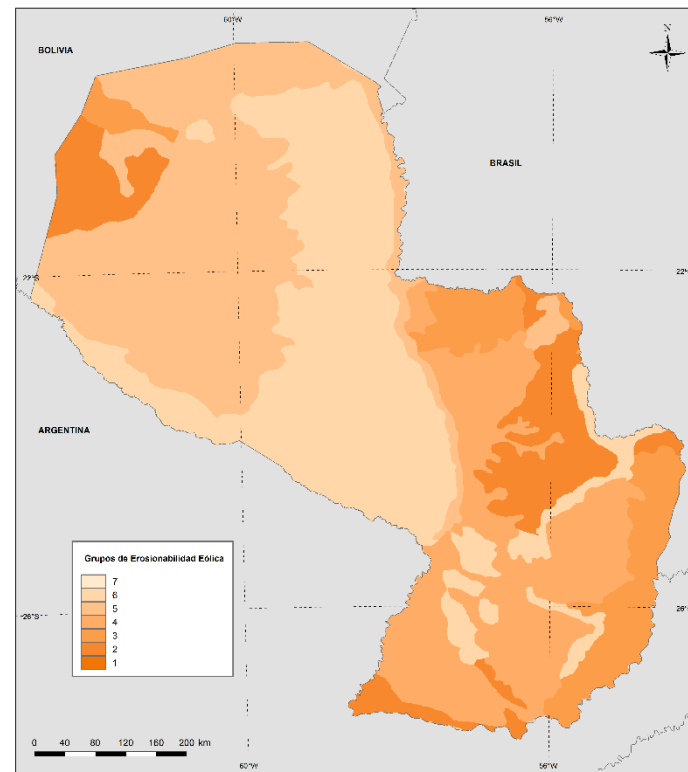 60°W
56°W
BOLIVIA
N
BRASIL
22°S
22°
ARGENTINA
Grupos de Erosionabilidad Eólica
7
6
5
4
3
2
1
26°S
26°S
0 40 80 120 160 200 km
60°W
56°W